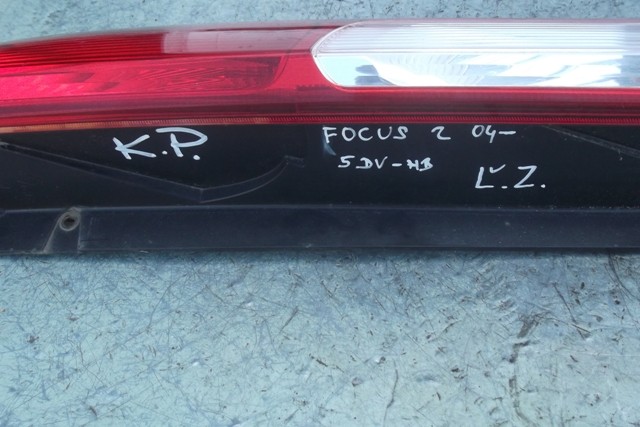 K.P.
FOCUS 2 04-
5DV-HB
Ľ.Z.